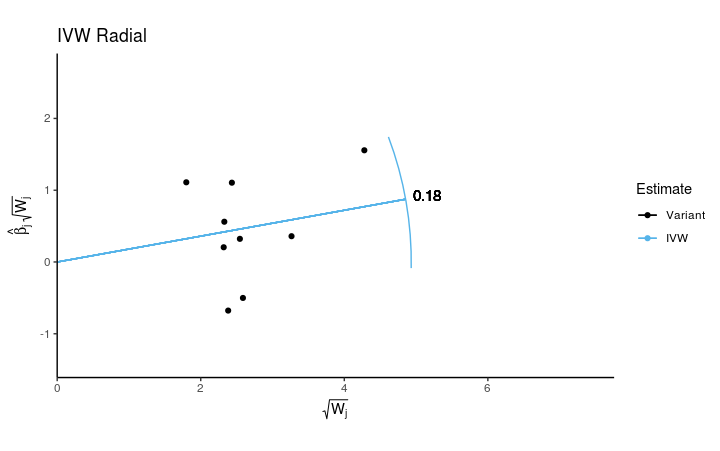 IVW Radial
2
1
0
-1
β̂ⱼ√Wⱼ
0.18
0 2 4 6
√Wⱼ
Estimate
Variant
IVW